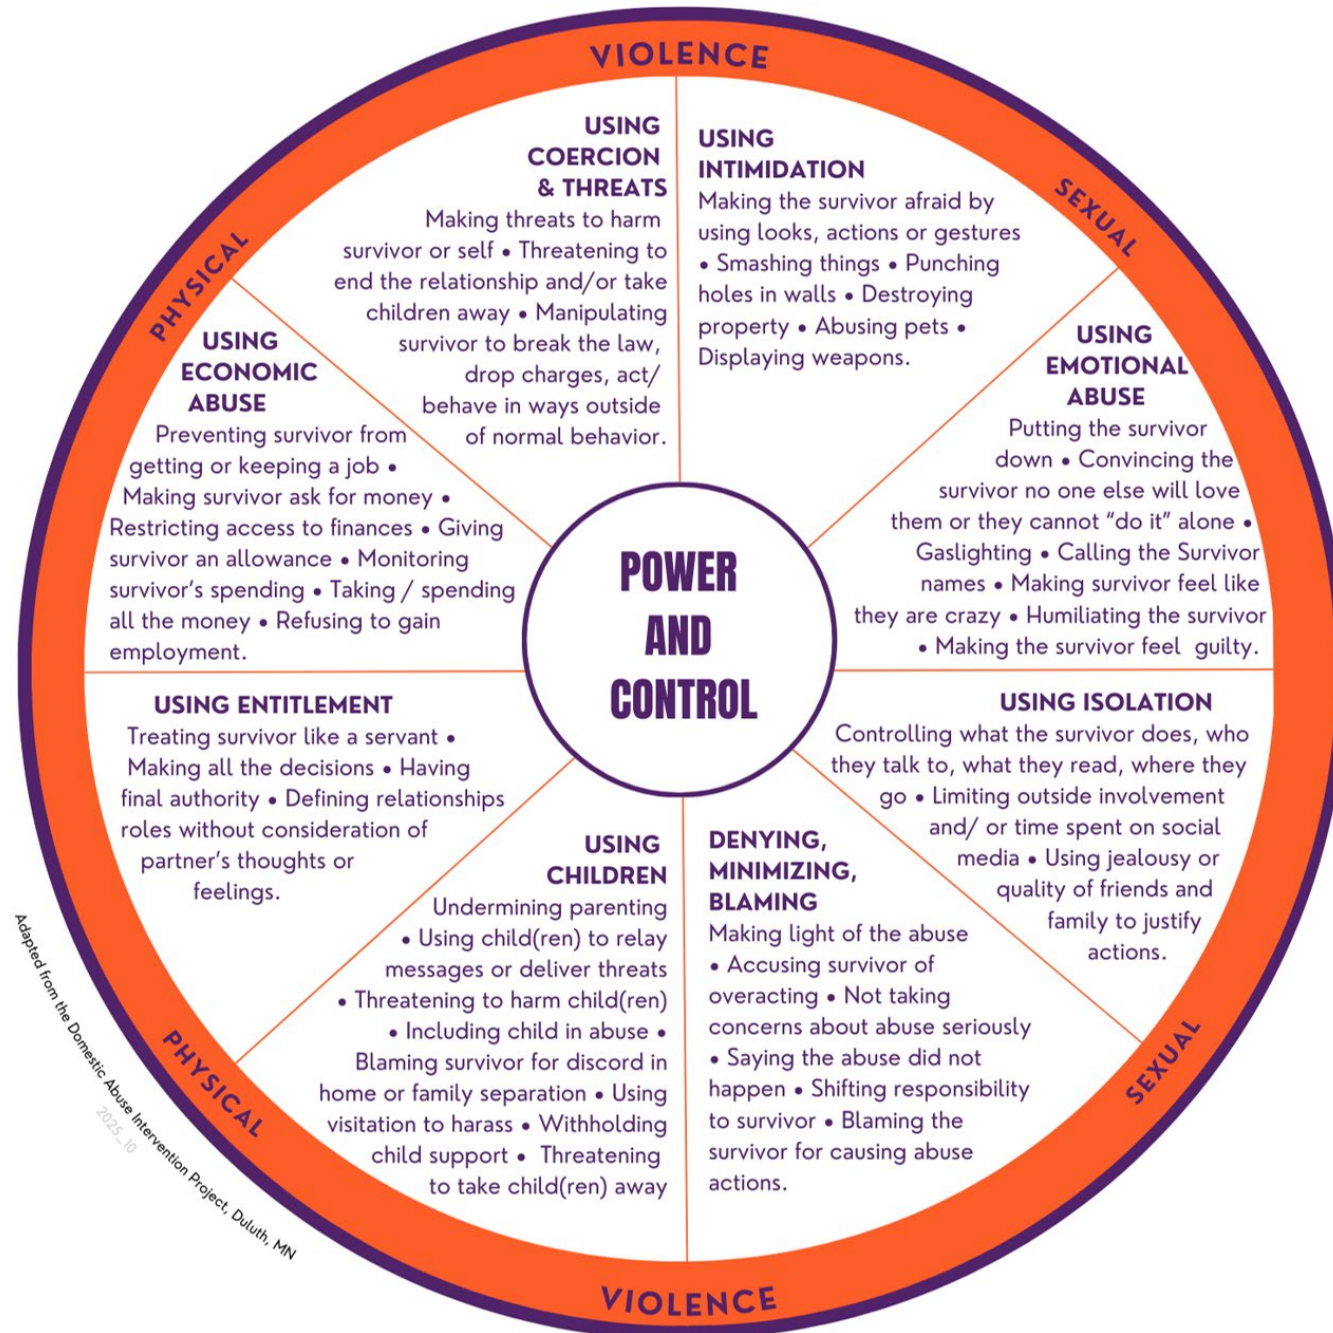 VIOLENCE
PHYSICAL
SEXUAL
USING
COERCION
& THREATS
Making threats to harm
survivor or self • Threatening to
end the relationship and/or take
children away • Manipulating
survivor to break the law,
drop charges, act/
behave in ways outside
of normal behavior.
USING
INTIMIDATION
Making the survivor afraid by
using looks, actions or gestures
• Smashing things • Punching
holes in walls • Destroying
property • Abusing pets •
Displaying weapons.
USING
ECONOMIC
ABUSE
Preventing survivor from
getting or keeping a job •
Making survivor ask for money •
Restricting access to finances • Giving
survivor an allowance • Monitoring
survivor's spending • Taking / spending
all the money • Refusing to gain
employment.
POWER
AND
CONTROL
USING
EMOTIONAL
ABUSE
Putting the survivor
down • Convincing the
survivor no one else will love
them or they cannot “do it” alone •
Gaslighting • Calling the Survivor
names • Making survivor feel like
they are crazy • Humiliating the survivor
• Making the survivor feel guilty.
USING ENTITLEMENT
Treating survivor like a servant •
Making all the decisions • Having
final authority • Defining relationships
roles without consideration of
partner's thoughts or
feelings.
USING ISOLATION
Controlling what the survivor does, who
they talk to, what they read, where they
go • Limiting outside involvement
and/ or time spent on social
media • Using jealousy or
quality of friends and
family to justify
actions.
USING
CHILDREN
Undermining parenting
• Using child(ren) to relay
messages or deliver threats
• Threatening to harm child(ren)
• Including child in abuse •
Blaming survivor for discord in
home or family separation • Using
visitation to harass • Withholding
child support • Threatening
to take child(ren) away
DENYING,
MINIMIZING,
BLAMING
Making light of the abuse
• Accusing survivor of
overacting • Not taking
concerns about abuse seriously
• Saying the abuse did not
happen • Shifting responsibility
to survivor • Blaming the
survivor for causing abuse
actions.
PHYSICAL
SEXUAL
VIOLENCE
Adapted from the Domestic Abuse Intervention Project, Duluth, MN
2025_10